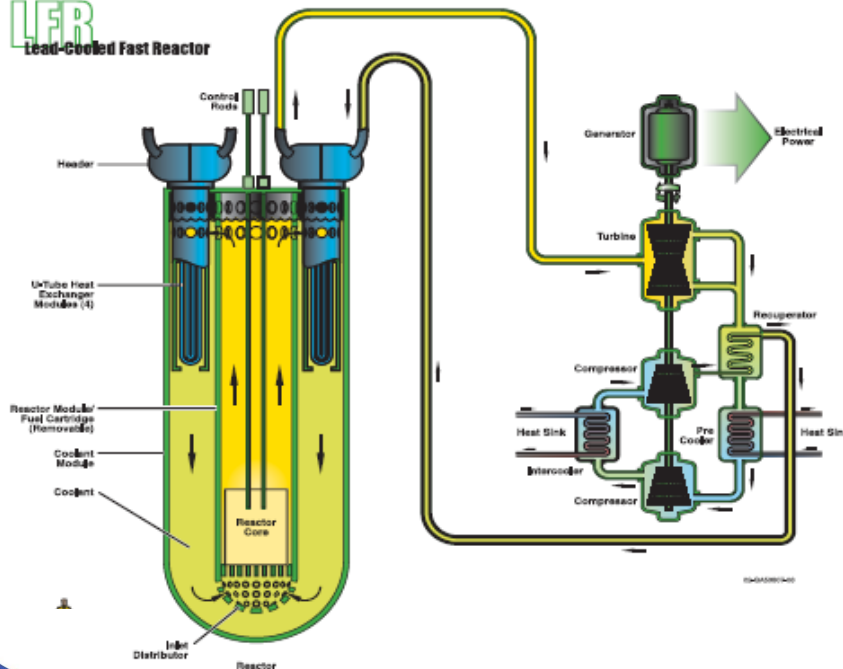 LFR
Lead-Cooled Fast Reactor
Control
Rods
Header
U-Tube Heat
Exchanger
Modules (4)
Reactor Module/
Fuel Cartridge
(Removable)
Coolant
Module
Coolant
Reactor
Core
Inlet
Distributor
Reactor
Generator
Electrical
Power
Turbine
Recuperator
Compressor
Heat Sink
Intercooler
Compressor
Pre
Cooler
Heat Sin